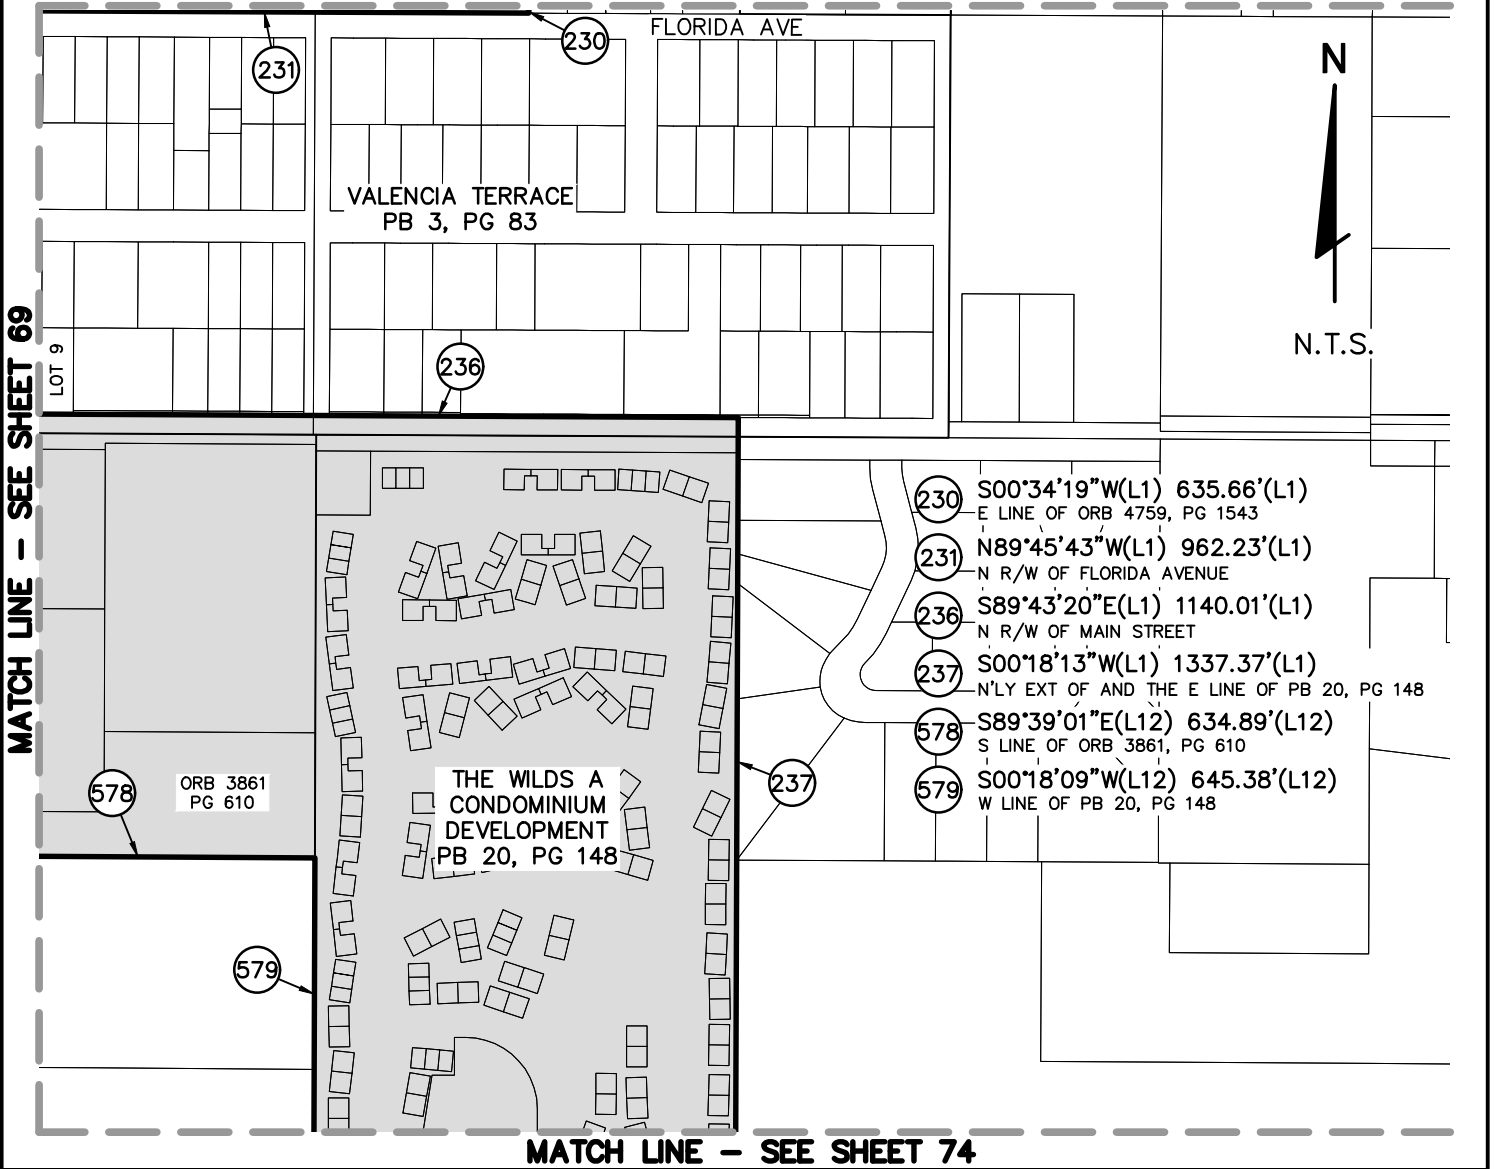 FLORIDA AVE
230
231
N
VALENCIA TERRACE
PB 3, PG 83
N.T.S.
MATCH LINE - SEE SHEET 69
LOT 9
236
230 S00°34'19"W(L1) 635.66'(L1)
E LINE OF ORB 4759, PG 1543
231 N89°45'43"W(L1) 962.23'(L1)
N R/W OF FLORIDA AVENUE
236 S89°43'20"E(L1) 1140.01'(L1)
N R/W OF MAIN STREET
237 S00°18'13"W(L1) 1337.37'(L1)
N'LY EXT OF AND THE E LINE OF PB 20, PG 148
578 S89°39'01"E(L12) 634.89'(L12)
S LINE OF ORB 3861, PG 610
579 S00°18'09"W(L12) 645.38'(L12)
W LINE OF PB 20, PG 148
578
ORB 3861
PG 610
THE WILDS A
CONDOMINIUM
DEVELOPMENT
PB 20, PG 148
237
579
MATCH LINE - SEE SHEET 74